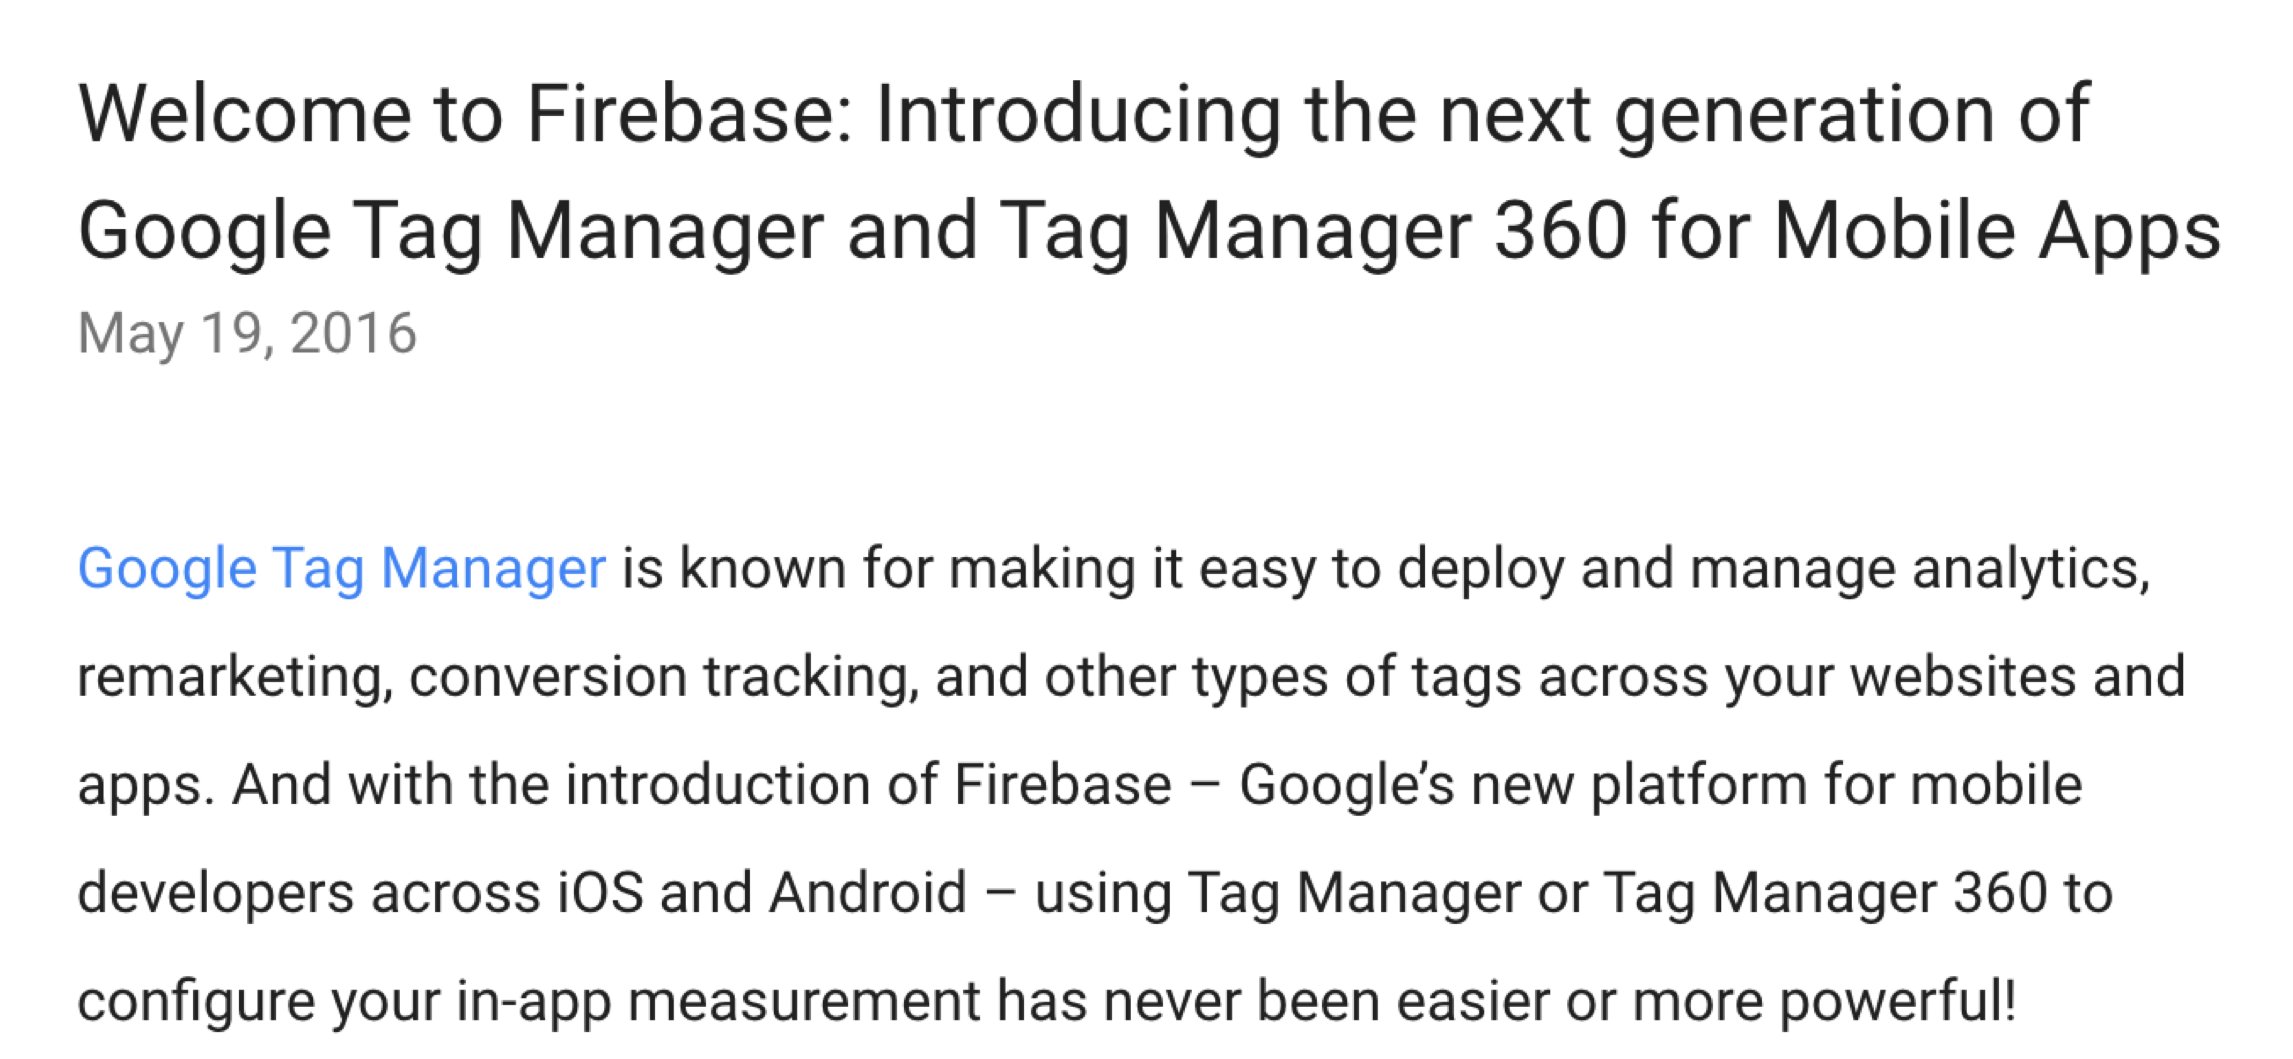 Welcome to Firebase: Introducing the next generation of
Google Tag Manager and Tag Manager 360 for Mobile Apps
May 19, 2016
Google Tag Manager is known for making it easy to deploy and manage analytics,
remarketing, conversion tracking, and other types of tags across your websites and
apps. And with the introduction of Firebase – Google’s new platform for mobile
developers across iOS and Android – using Tag Manager or Tag Manager 360 to
configure your in-app measurement has never been easier or more powerful!